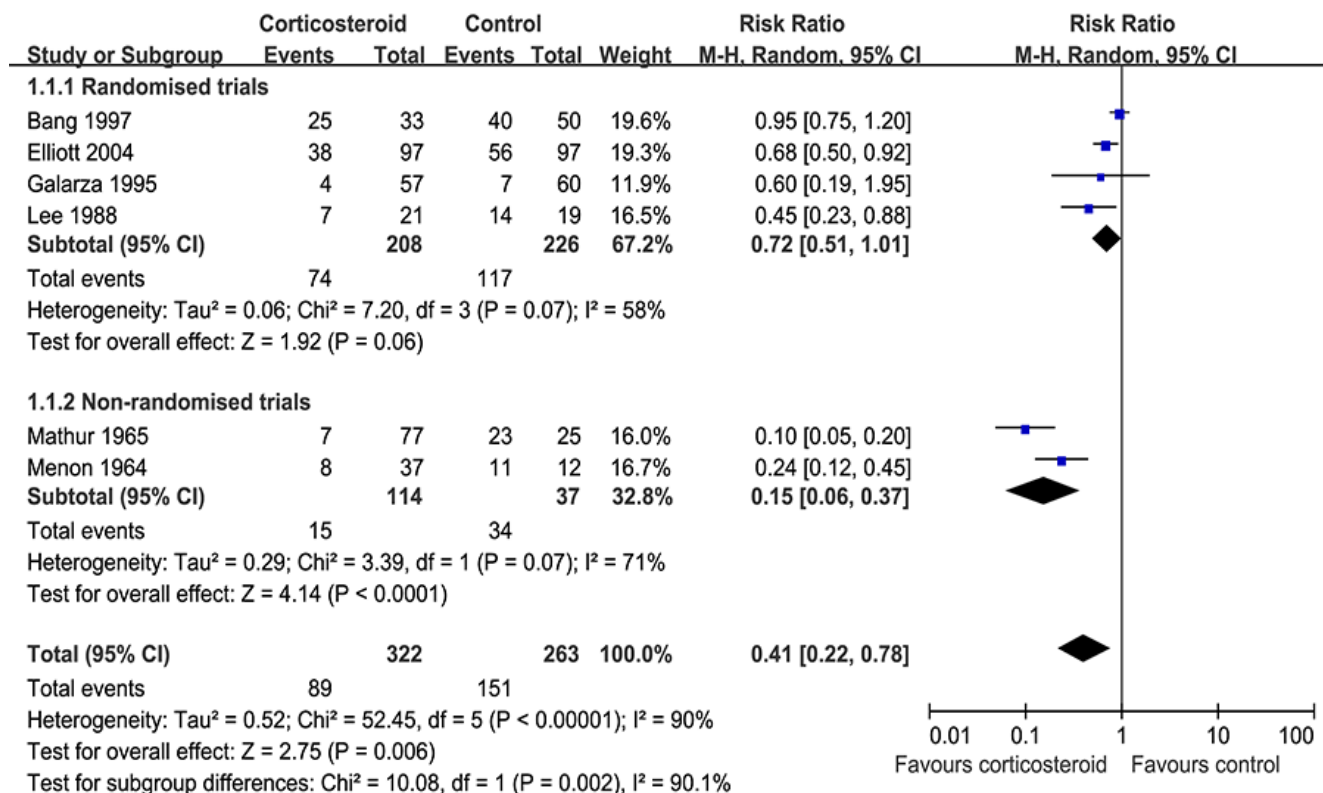 Corticosteroid Control Risk Ratio Risk Ratio
Study or Subgroup Events Total Events Total Weight M-H, Random, 95% CI M-H, Random, 95% CI
1.1.1 Randomised trials
Bang 1997 25 33 40 50 19.6% 0.95 [0.75, 1.20]
Elliott 2004 38 97 56 97 19.3% 0.68 [0.50, 0.92]
Galarza 1995 4 57 7 60 11.9% 0.60 [0.19, 1.95]
Lee 1988 7 21 14 19 16.5% 0.45 [0.23, 0.88]
Subtotal (95% CI) 208 226 67.2% 0.72 [0.51, 1.01]
Total events 74 117
Heterogeneity: Tau² = 0.06; Chi² = 7.20, df = 3 (P = 0.07); I² = 58%
Test for overall effect: Z = 1.92 (P = 0.06)
1.1.2 Non-randomised trials
Mathur 1965 7 77 23 25 16.0% 0.10 [0.05, 0.20]
Menon 1964 8 37 11 12 16.7% 0.24 [0.12, 0.45]
Subtotal (95% CI) 114 37 32.8% 0.15 [0.06, 0.37]
Total events 15 34
Heterogeneity: Tau² = 0.29; Chi² = 3.39, df = 1 (P = 0.07); I² = 71%
Test for overall effect: Z = 4.14 (P < 0.0001)
Total (95% CI) 322 263 100.0% 0.41 [0.22, 0.78]
Total events 89 151
Heterogeneity: Tau² = 0.52; Chi² = 52.45, df = 5 (P < 0.00001); I² = 90%
Test for overall effect: Z = 2.75 (P = 0.006)
Test for subgroup differences: Chi² = 10.08, df = 1 (P = 0.002), I² = 90.1%
0.01 0.1 1 10 100
Favours corticosteroid Favours control